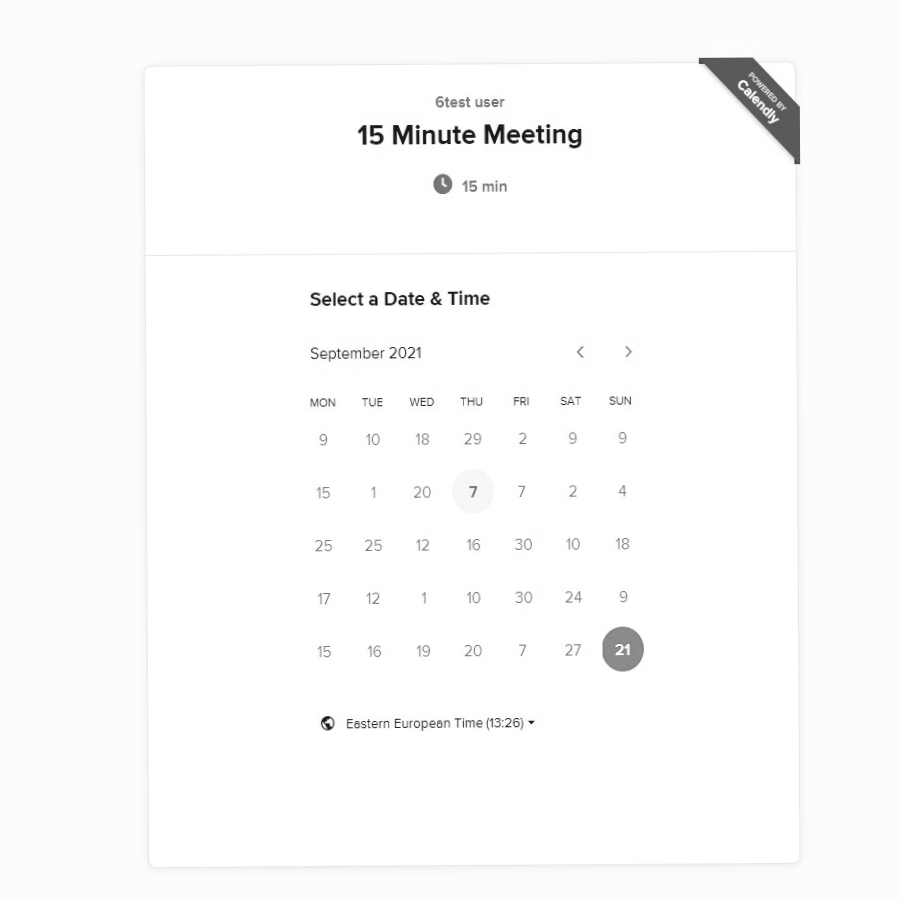 POWERED BY
Calendly
6test user
15 Minute Meeting
15 min
Select a Date & Time
September 2021
MON TUE WED THU FRI SAT SUN
9 10 18 29 2 9 9
15 1 20 7 7 2 4
25 25 12 16 30 10 18
17 12 1 10 30 24 9
15 16 19 20 7 27 21
Eastern European Time (13:26)